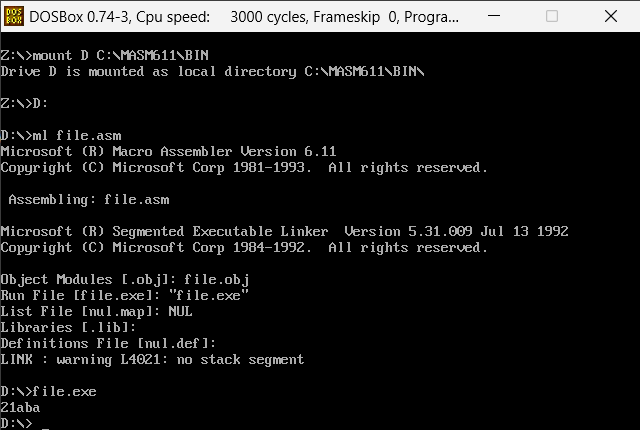 DOSBox 0.74-3, Cpu speed: 3000 cycles, Frameskip 0, Progra...
Z:\>mount D C:\MASM611\BIN
Drive D is mounted as local directory C:\MASM611\BIN\
Z:\>D:
D:\>ml file.asm
Microsoft (R) Macro Assembler Version 6.11
Copyright (C) Microsoft Corp 1981-1993.  All rights reserved.
Assembling: file.asm
Microsoft (R) Segmented Executable Linker  Version 5.31.009 Jul 13 1992
Copyright (C) Microsoft Corp 1984-1992.  All rights reserved.
Object Modules [.obj]: file.obj
Run File [file.exe]: "file.exe"
List File [nul.map]: NUL
Libraries [.lib]:
Definitions File [nul.def]:
LINK : warning L4021: no stack segment
D:\>file.exe
21aba
D:\>_